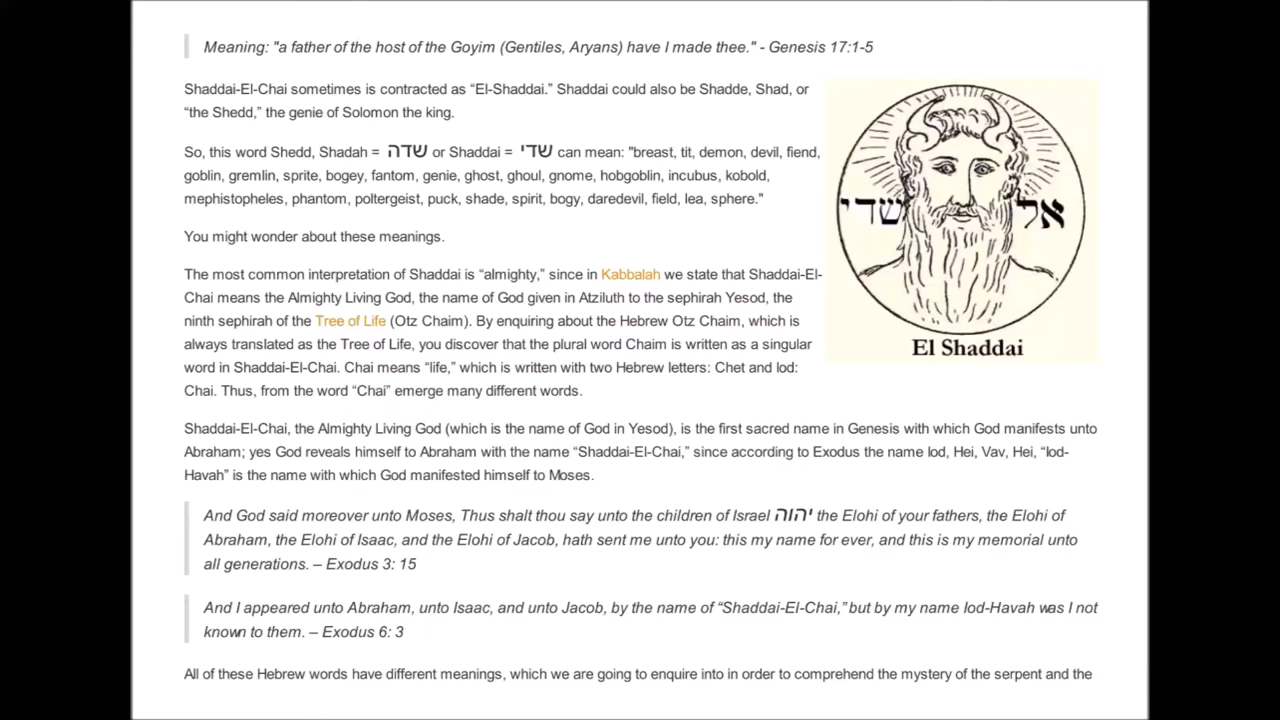 Meaning: "a father of the host of the Goyim (Gentiles, Aryans) have I made thee." - Genesis 17:1-5
Shaddai-El-Chai sometimes is contracted as “El-Shaddai.” Shaddai could also be Shadde, Shad, or
“the Shedd,” the genie of Solomon the king.
So, this word Shedd, Shadah = שדה or Shaddai = שדי can mean: "breast, tit, demon, devil, fiend,
goblin, gremlin, sprite, bogey, fantom, genie, ghost, ghoul, gnome, hobgoblin, incubus, kobold,
mephistopheles, phantom, poltergeist, puck, shade, spirit, bogy, daredevil, field, lea, sphere."
You might wonder about these meanings.
The most common interpretation of Shaddai is “almighty,” since in Kabbalah we state that Shaddai-El-
Chai means the Almighty Living God, the name of God given in Atziluth to the sephirah Yesod, the
ninth sephirah of the Tree of Life (Otz Chaim). By enquiring about the Hebrew Otz Chaim, which is
always translated as the Tree of Life, you discover that the plural word Chaim is written as a singular
word in Shaddai-El-Chai. Chai means “life,” which is written with two Hebrew letters: Chet and Iod:
Chai. Thus, from the word “Chai” emerge many different words.
אל שדי
El Shaddai
Shaddai-El-Chai, the Almighty Living God (which is the name of God in Yesod), is the first sacred name in Genesis with which God manifests unto
Abraham; yes God reveals himself to Abraham with the name “Shaddai-El-Chai,” since according to Exodus the name Iod, Hei, Vav, Hei, “Iod-
Havah” is the name with which God manifested himself to Moses.
And God said moreover unto Moses, Thus shalt thou say unto the children of Israel יהוה the Elohi of your fathers, the Elohi of
Abraham, the Elohi of Isaac, and the Elohi of Jacob, hath sent me unto you: this my name for ever, and this is my memorial unto
all generations. – Exodus 3: 15
And I appeared unto Abraham, unto Isaac, and unto Jacob, by the name of “Shaddai-El-Chai,” but by my name Iod-Havah was I not
known to them. – Exodus 6: 3
All of these Hebrew words have different meanings, which we are going to enquire into in order to comprehend the mystery of the serpent and the